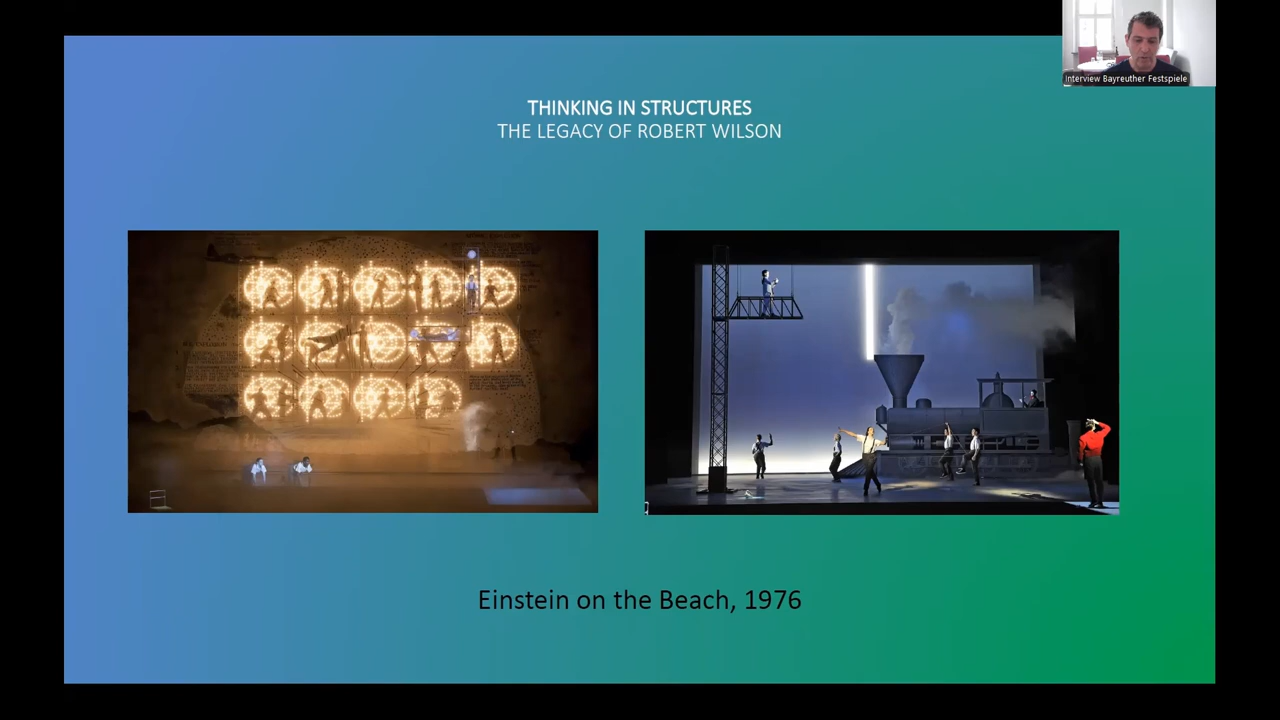 Interview Bayreuther Festspiele
THINKING IN STRUCTURES
THE LEGACY OF ROBERT WILSON
Einstein on the Beach, 1976